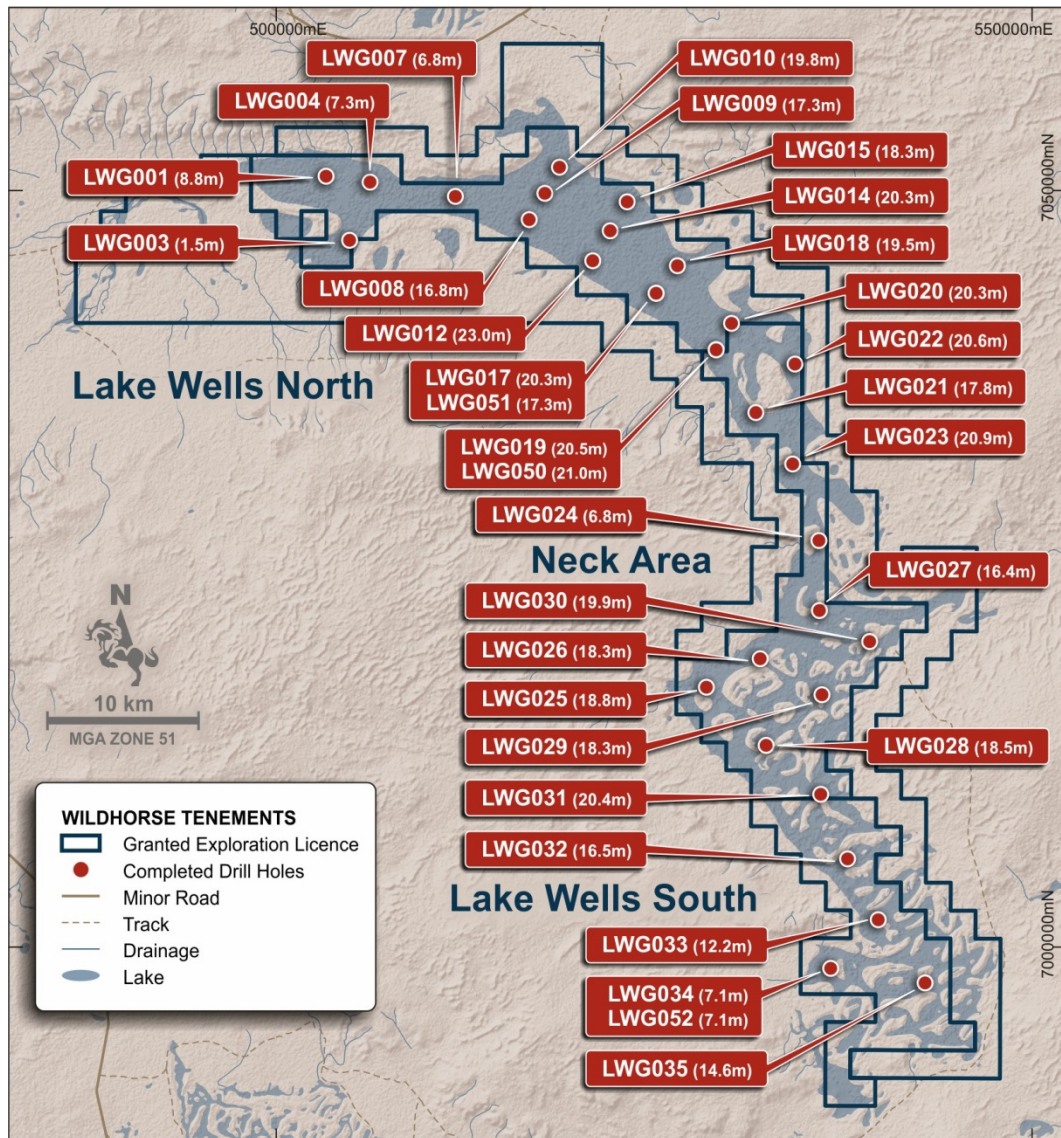 500000mE
550000mE
LWG007 (6.8m)
LWG010 (19.8m)
LWG004 (7.3m)
LWG009 (17.3m)
LWG015 (18.3m)
LWG001 (8.8m)
7050000mN
LWG014 (20.3m)
LWG003 (1.5m)
LWG018 (19.5m)
LWG008 (16.8m)
LWG020 (20.3m)
LWG012 (23.0m)
LWG022 (20.6m)
Lake Wells North
LWG017 (20.3m)
LWG051 (17.3m)
LWG021 (17.8m)
LWG019 (20.5m)
LWG050 (21.0m)
LWG023 (20.9m)
LWG024 (6.8m)
Neck Area
LWG027 (16.4m)
N
LWG030 (19.9m)
LWG026 (18.3m)
10 km
LWG025 (18.8m)
MGA ZONE 51
LWG029 (18.3m)
LWG028 (18.5m)
LWG031 (20.4m)
WILDHORSE TENEMENTS
Granted Exploration Licence
Completed Drill Holes
Minor Road
Track
Drainage
Lake
LWG032 (16.5m)
Lake Wells South
LWG033 (12.2m)
7000000mN
LWG034 (7.1m)
LWG052 (7.1m)
LWG035 (14.6m)